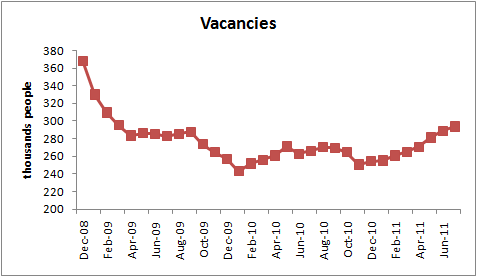 Vacancies
thousands people
380
360
340
320
300
280
260
240
220
200
Dec-08
Feb-09
Apr-09
Jun-09
Aug-09
Oct-09
Dec-09
Feb-10
Apr-10
Jun-10
Aug-10
Oct-10
Dec-10
Feb-11
Apr-11
Jun-11